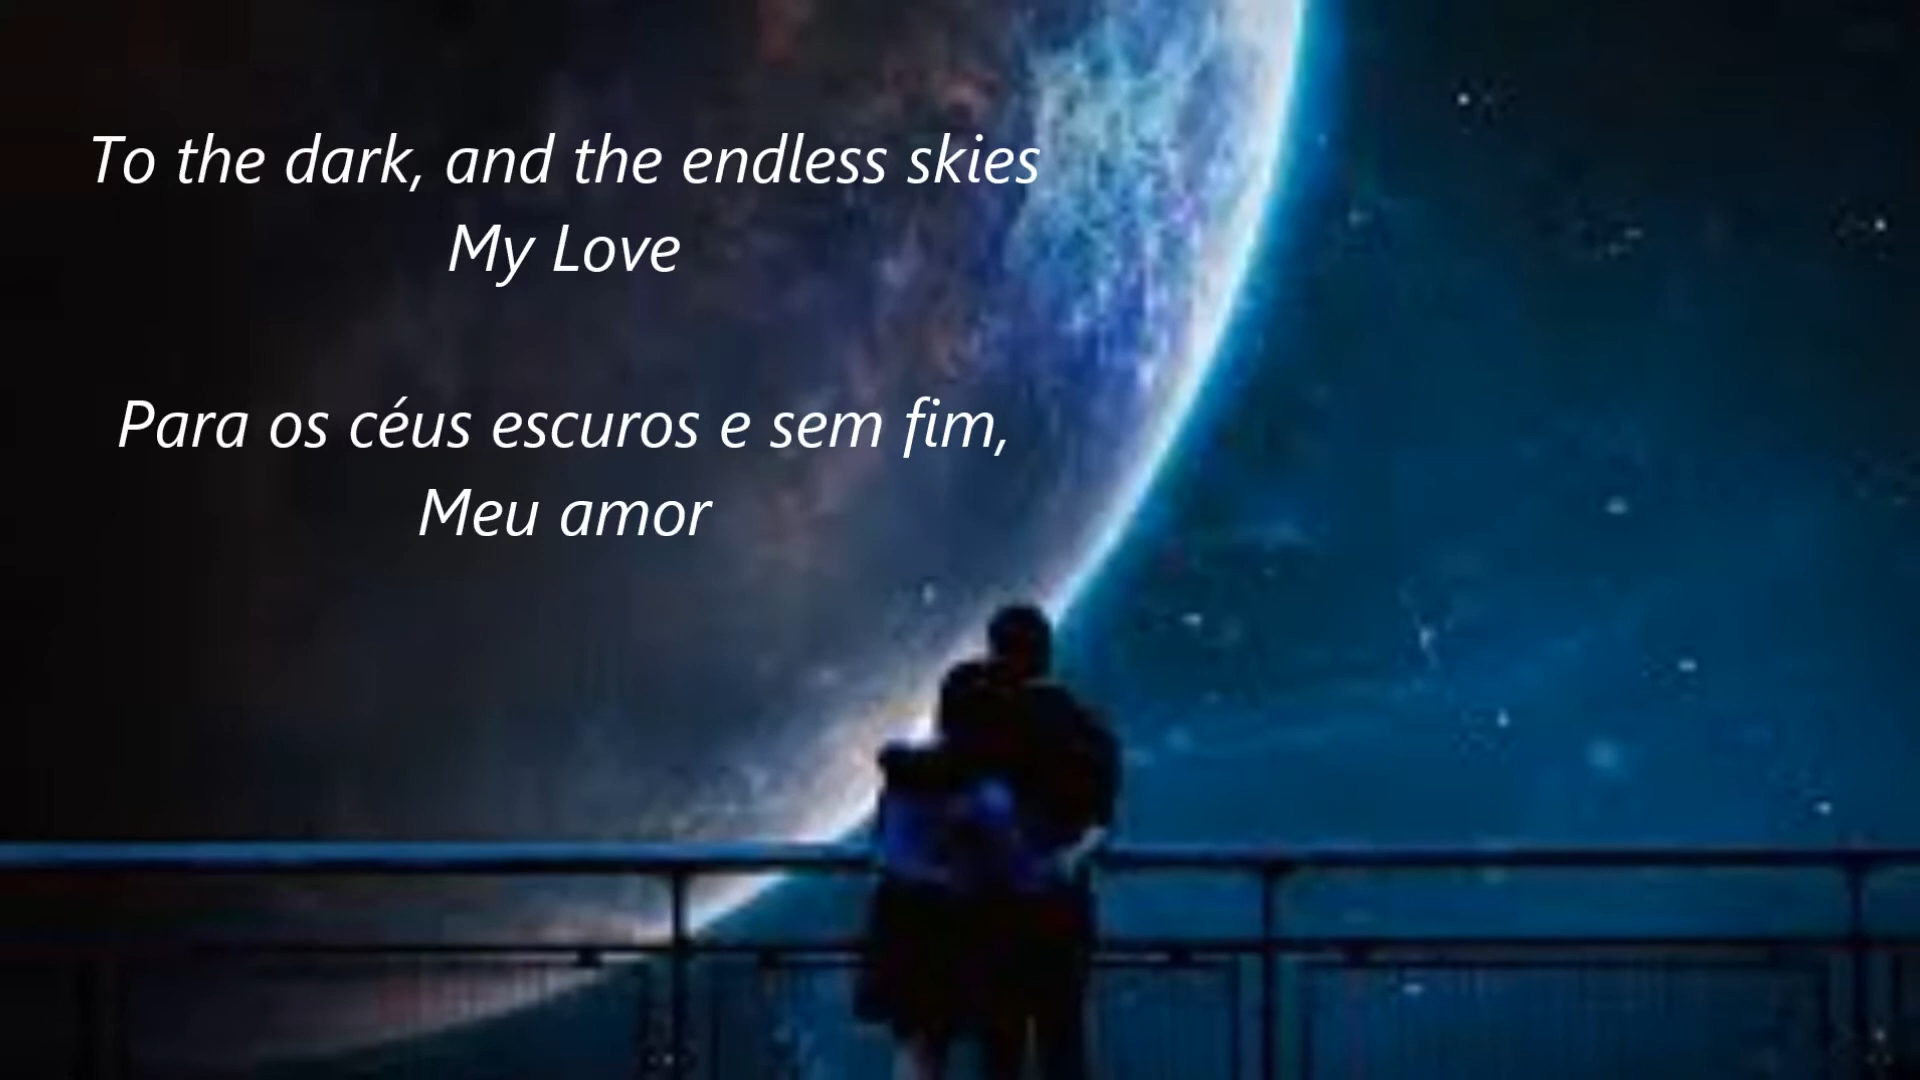 To the dark, and the endless skies
My Love
Para os céus escuros e sem fim,
Meu amor